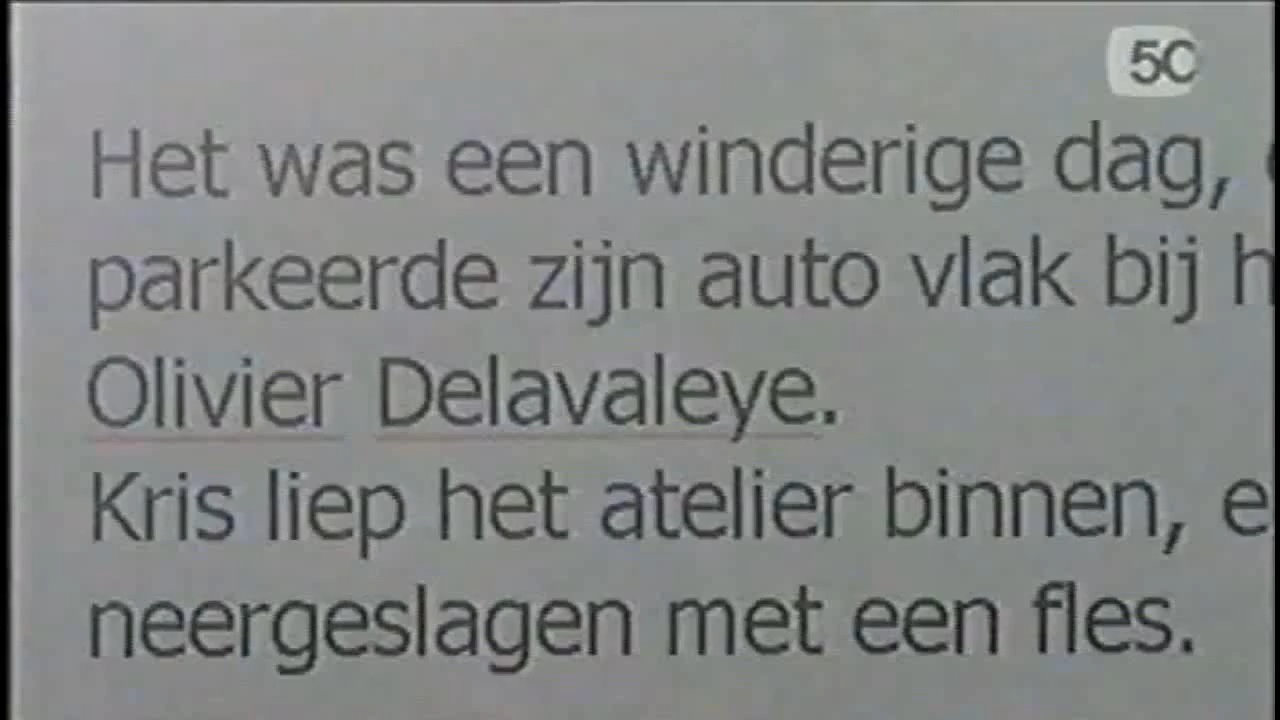 50
Het was een winderige dag,
parkeerde zijn auto vlak bij h
Olivier Delavaleye.
Kris liep het atelier binnen, e
neergeslagen met een fles.